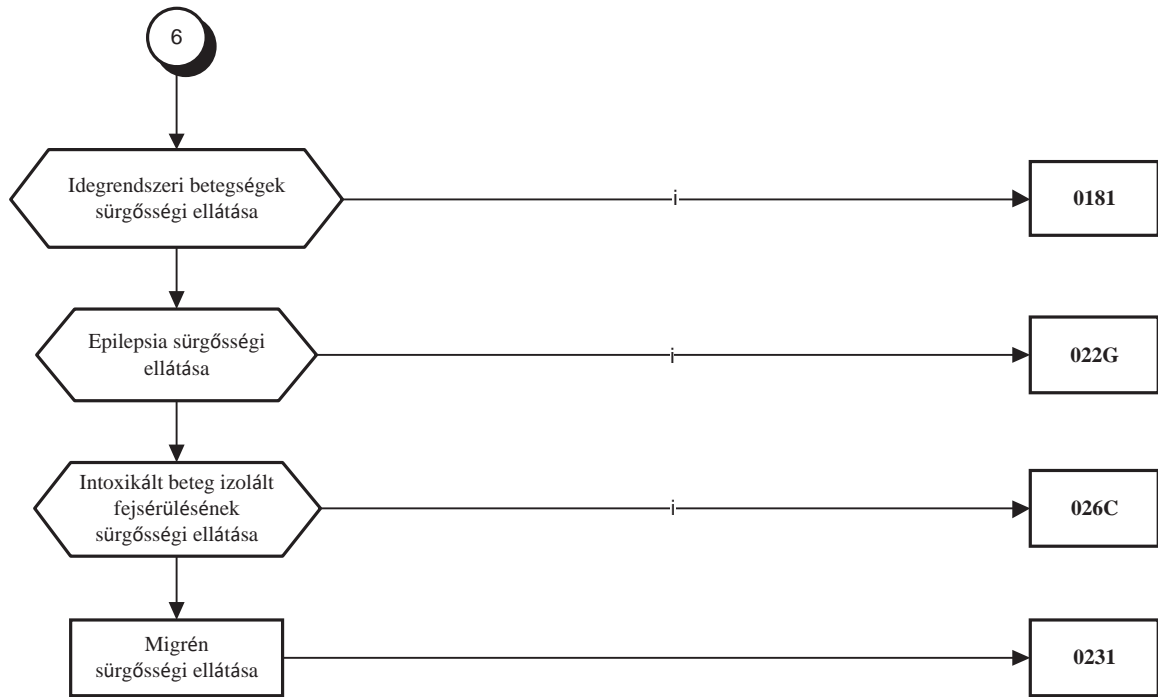 6
Idegrendszeri betegségek
sürgősségi ellátása
i
0181
Epilepsia sürgősségi
ellátása
i
022G
Intoxikált beteg izolált
fejsérülésének
sürgősségi ellátása
i
026C
Migrén
sürgősségi ellátása
0231